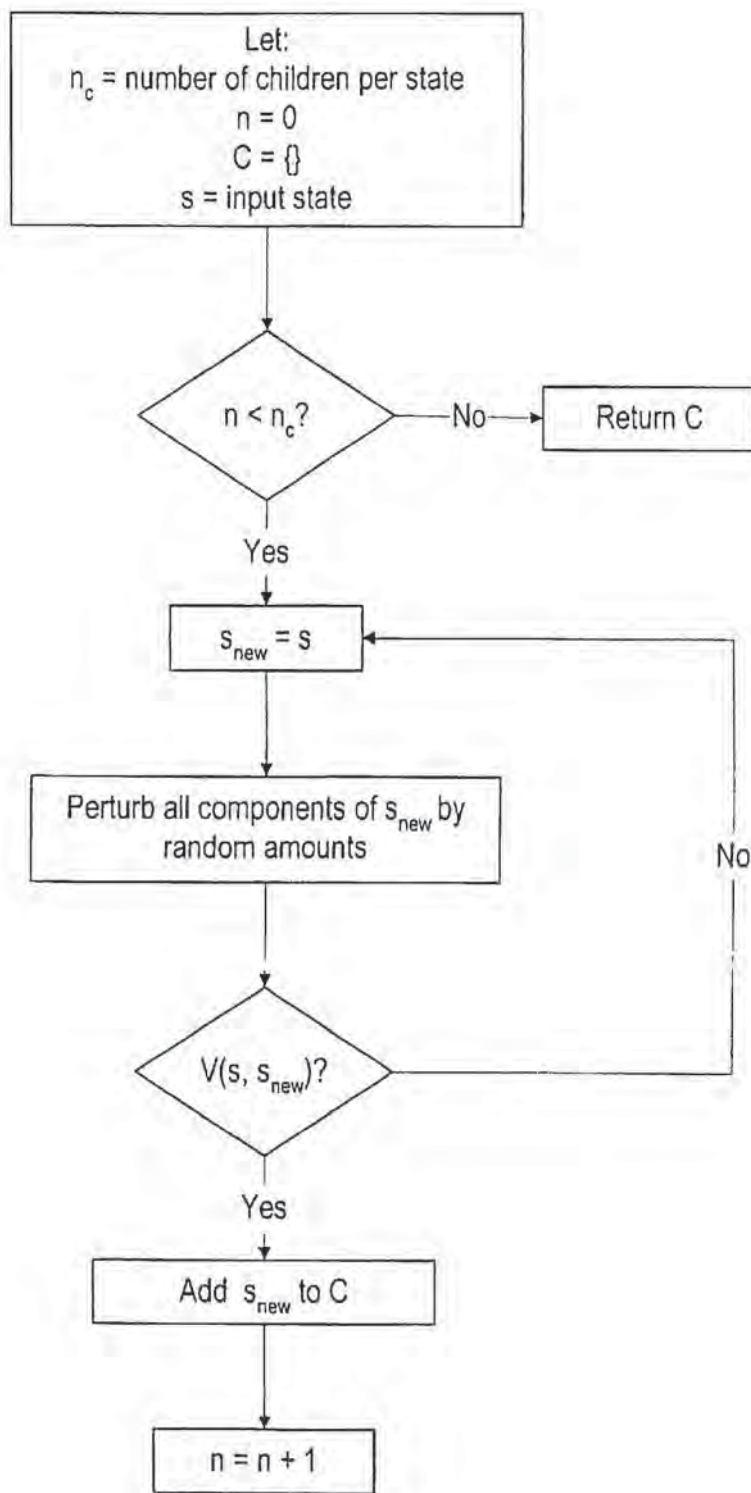 Let:
n_c = number of children per state
n = 0
C = {}
s = input state
n < n_c?
No
Return C
Yes
s_new = s
Perturb all components of s_new by
random amounts
No
V(s, s_new)?
Yes
Add s_new to C
n = n + 1